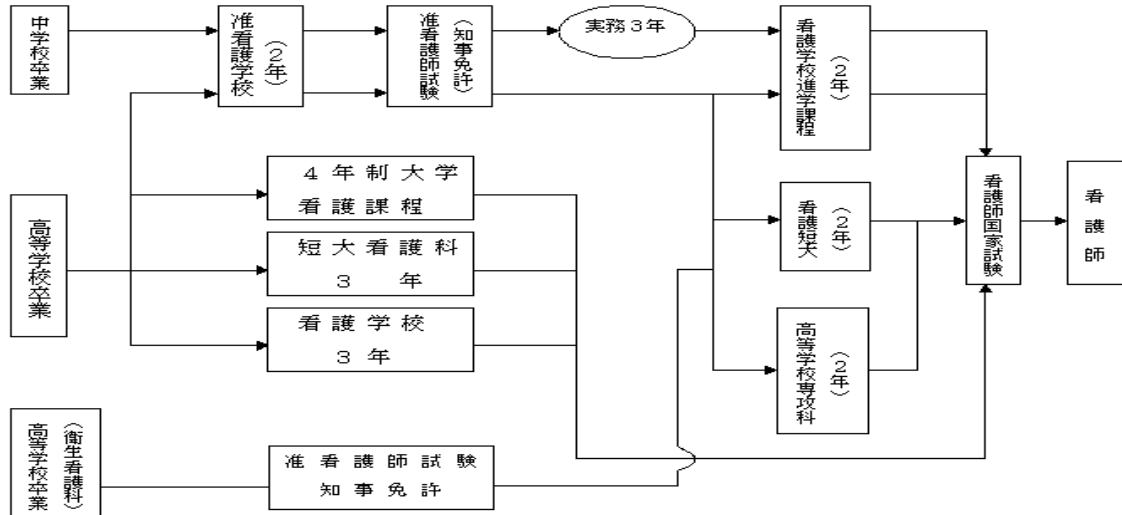 中学校卒業
准看護学校
（２年）
准看護師試験
（知事免許）
実務３年
看護学校進学課程
（２年）
４年制大学
看護課程
短大看護科
３　年
看護学校
３年
高等学校卒業
看護短大
（２年）
高等学校専攻科
（２年）
看護師国家試験
看護師
高等学校卒業
（衛生看護科）
准看護師試験
知事免許